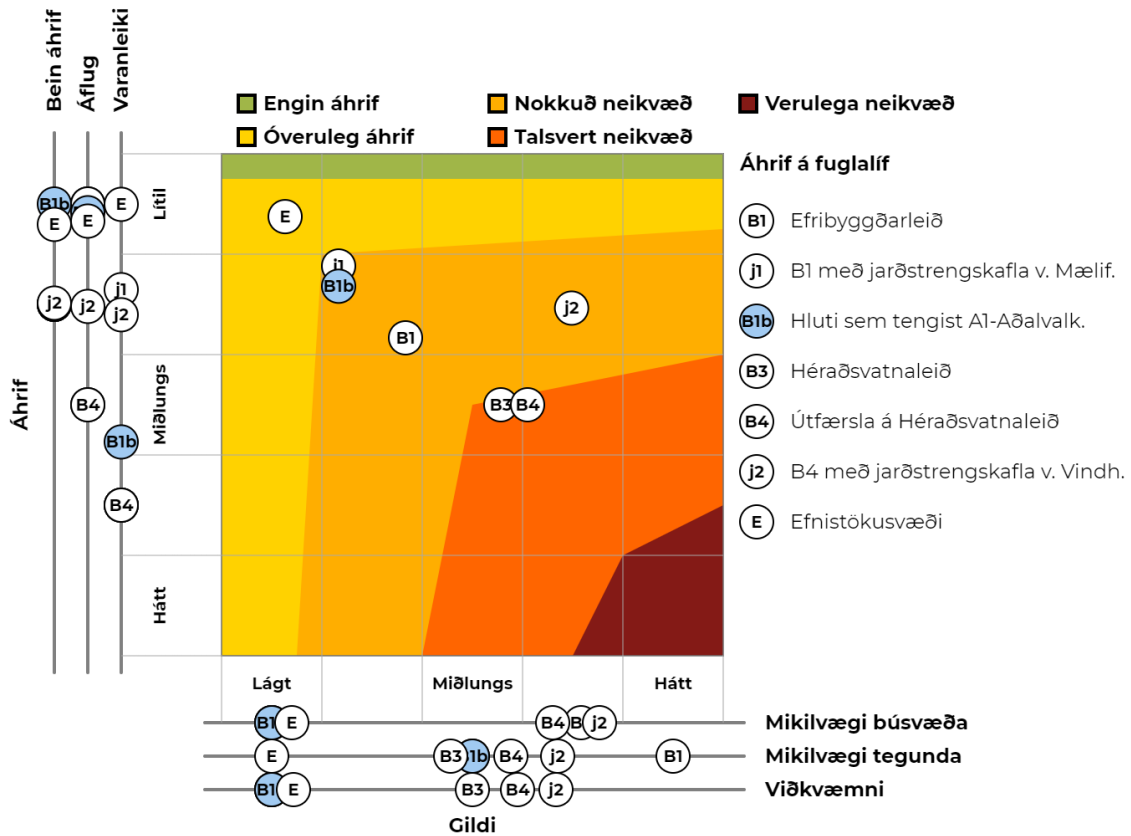 Bein áhrif
Áflug
Varanleiki
Engin áhrif
Nokkuð neikvæð
Verulega neikvæð
Óveruleg áhrif
Talsvert neikvæð
Áhrif á fuglalíf
B1 Efribyggðarleið
j1 B1 með jarðstrengskafla v. Mælif.
B1b Hluti sem tengist A1-Aðalvalk.
B3 Héraðsvatnaleið
B4 Útfærsla á Héraðsvatnaleið
j2 B4 með jarðstrengskafla v. Vindh.
E Efnistökusvæði
Áhrif
Lítil
Miðlungs
Hátt
B1b
E
E
E
j2
j2
j1
j2
B4
B1b
B4
E
j1
B1b
B1
j2
B3
B4
Lágt
Miðlungs
Hátt
B1 E B4 B j2 Mikilvægi búsvæða
E B3 1b B4 j2 B1 Mikilvægi tegunda
B1 E B3 B4 j2 Viðkvæmni
Gildi